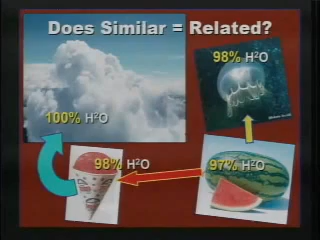 Does Similar = Related?
98% H²O
100% H²O
98% H²O
97% H²O